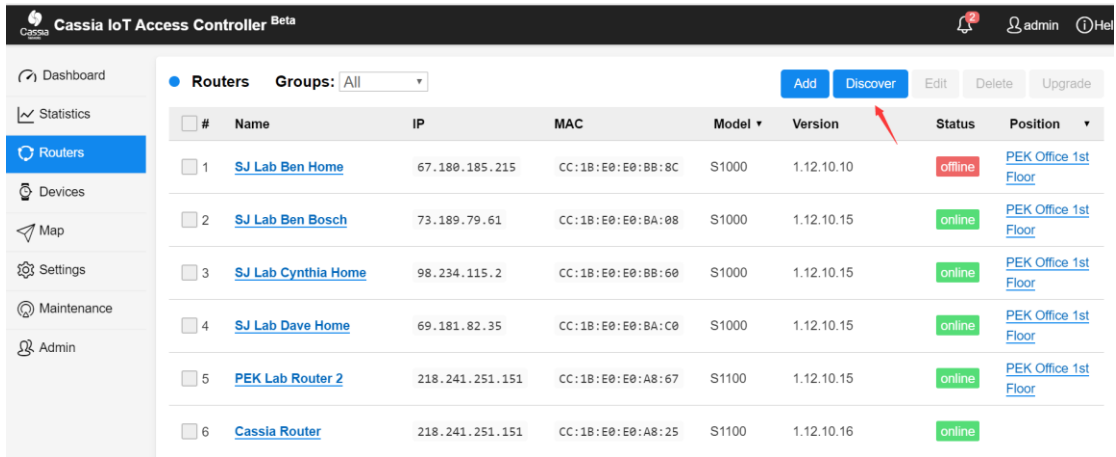 Cassia
Cassia IoT Access Controller Beta
2
admin
Hel
Dashboard
Statistics
Routers
Devices
Map
Settings
Maintenance
Admin
Routers Groups: All
Add Discover Edit Delete Upgrade
# Name IP MAC Model Version Status Position
1 SJ Lab Ben Home 67.180.185.215 CC:1B:E0:E0:BB:8C S1000 1.12.10.10 offline PEK Office 1st
Floor
2 SJ Lab Ben Bosch 73.189.79.61 CC:1B:E0:E0:BA:08 S1000 1.12.10.15 online PEK Office 1st
Floor
3 SJ Lab Cynthia Home 98.234.115.2 CC:1B:E0:E0:BB:60 S1000 1.12.10.15 online PEK Office 1st
Floor
4 SJ Lab Dave Home 69.181.82.35 CC:1B:E0:E0:BA:C0 S1000 1.12.10.15 online PEK Office 1st
Floor
5 PEK Lab Router 2 218.241.251.151 CC:1B:E0:E0:A8:67 S1100 1.12.10.15 online PEK Office 1st
Floor
6 Cassia Router 218.241.251.151 CC:1B:E0:E0:A8:25 S1100 1.12.10.16 online